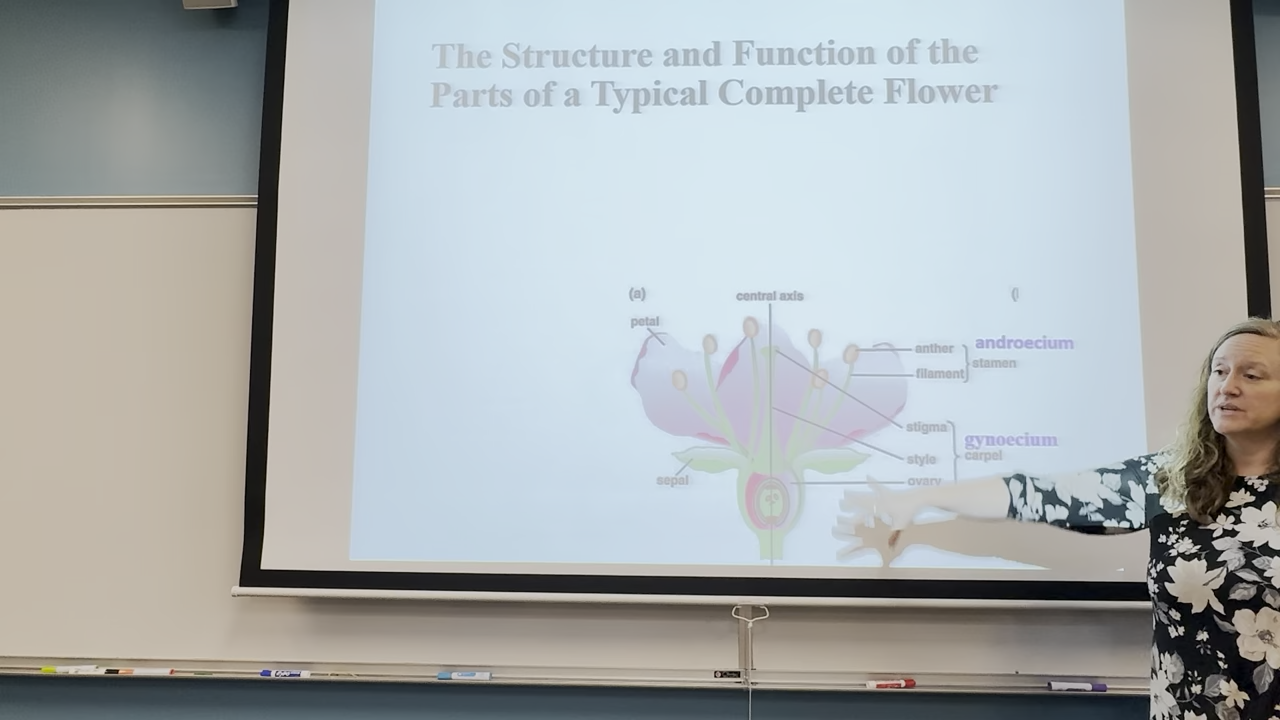 The Structure and Function of the
Parts of a Typical Complete Flower
(a)
central axis
petal
anther
androecium
stamen
filament
stigma
gynoecium
carpel
style
sepal
ovary